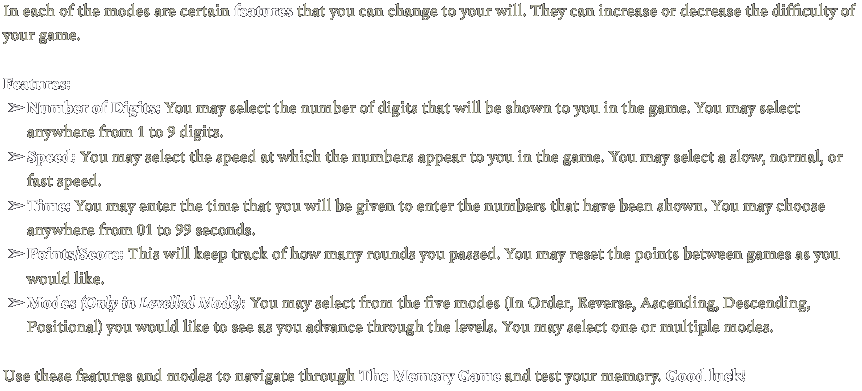 In each of the modes are certain features that you can change to your will. They can increase or decrease the difficulty of
your game.
Features:
➢Number of Digits: You may select the number of digits that will be shown to you in the game. You may select
anywhere from 1 to 9 digits.
➢Speed: You may select the speed at which the numbers appear to you in the game. You may select a slow, normal, or
fast speed.
➢Time: You may enter the time that you will be given to enter the numbers that have been shown. You may choose
anywhere from 01 to 99 seconds.
➢Points/Score: This will keep track of how many rounds you passed. You may reset the points between games as you
would like.
➢Modes (Only in Levelled Mode): You may select from the five modes (In Order, Reverse, Ascending, Descending,
Positional) you would like to see as you advance through the levels. You may select one or multiple modes.
Use these features and modes to navigate through The Memory Game and test your memory. Good luck!